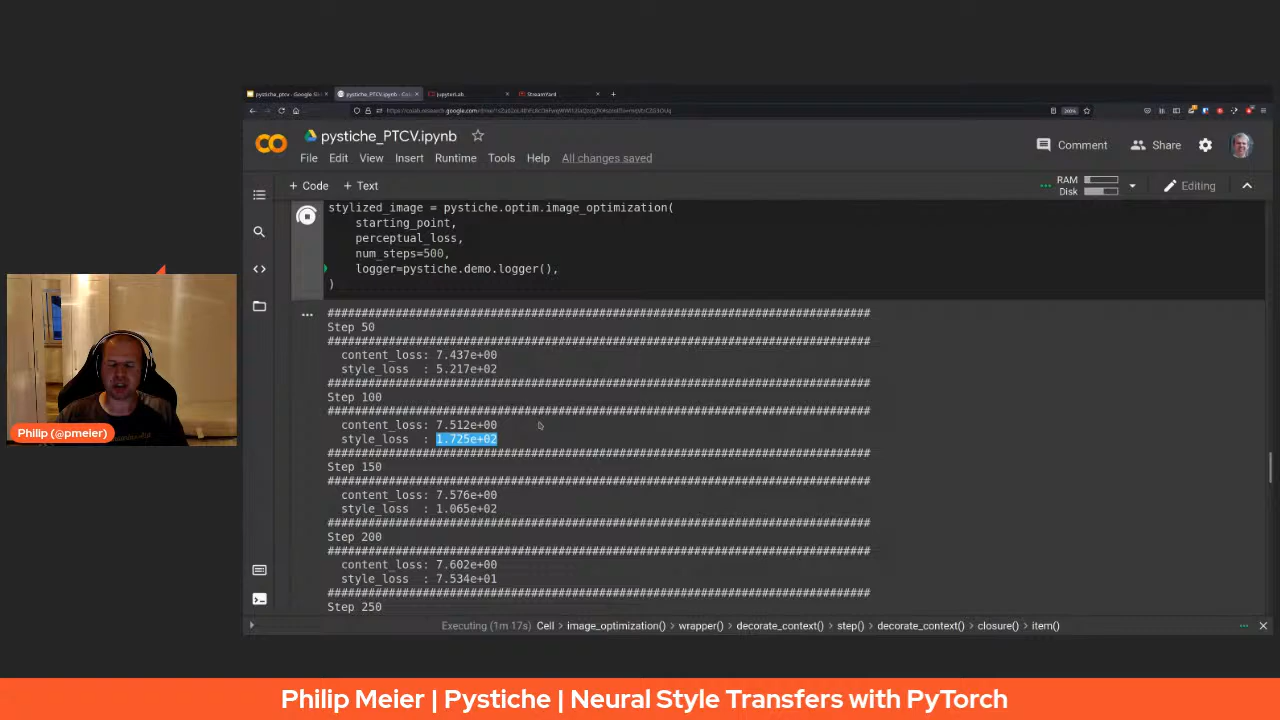 pystiche_PTCV.ipynb
JupyterLab
StreamYard
pystiche_PTCV.ipynb
Comment
Share
File Edit View Insert Runtime Tools Help All changes saved
+ Code + Text
RAM
Disk
Editing
stylized_image = pystiche.optim.image_optimization(
starting_point,
perceptual_loss,
num_steps=500,
logger=pystiche.demo.logger(),
)
################################################################################
Step 50
################################################################################
content_loss: 7.437e+00
style_loss : 5.217e+02
################################################################################
Step 100
################################################################################
content_loss: 7.512e+00
style_loss : 1.725e+02
################################################################################
Step 150
################################################################################
content_loss: 7.576e+00
style_loss : 1.065e+02
################################################################################
Step 200
################################################################################
content_loss: 7.602e+00
style_loss : 7.534e+01
################################################################################
Step 250
Executing (1m 17s) Cell > image_optimization() > wrapper() > decorate_context() > step() > decorate_context() > closure() > item()
Philip (@pmeier)
Philip Meier | Pystiche | Neural Style Transfers with PyTorch